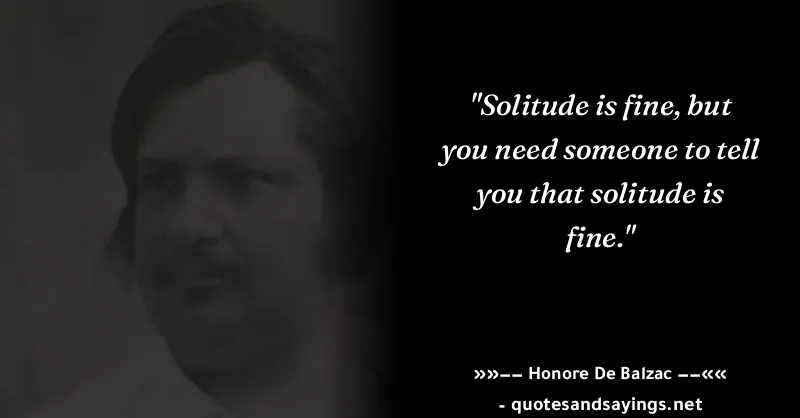 "Solitude is fine, but
you need someone to tell
you that solitude is
fine."
»»—— Honore De Balzac ——««
- quotesandsayings.net